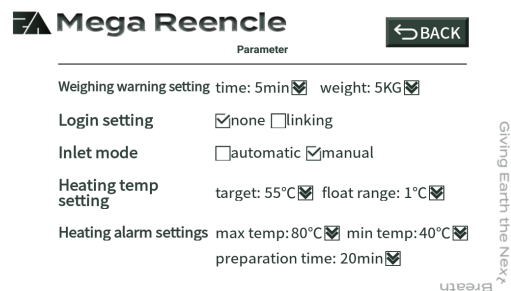 Mega Reencle
BACK
Parameter
Weighing warning setting time: 5min weight: 5KG
Login setting none linking
Inlet mode automatic manual
Heating temp
setting
target: 55℃ float range: 1℃
Heating alarm settings max temp:80℃ min temp:40℃
preparation time: 20min
Giving Earth the Next
Breath